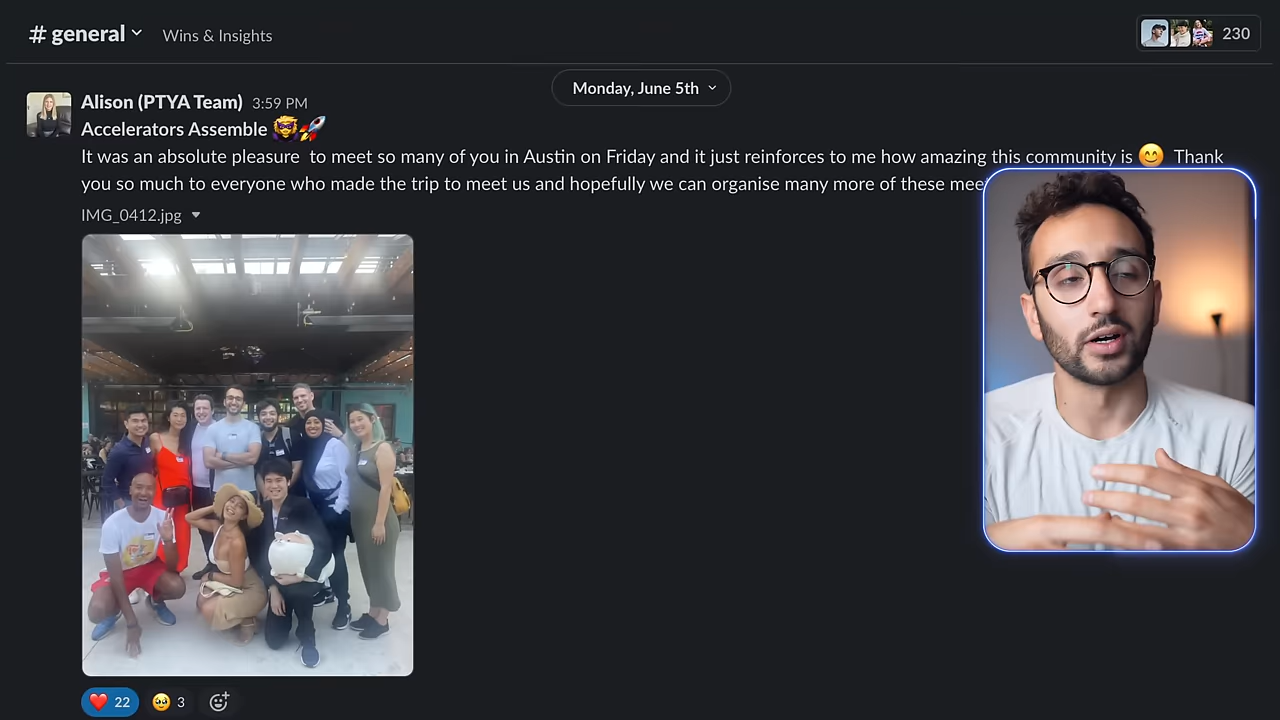 # general Wins & Insights 230
Monday, June 5th
Alison (PTYA Team) 3:59 PM
Accelerators Assemble
It was an absolute pleasure to meet so many of you in Austin on Friday and it just reinforces to me how amazing this community is 😊 Thank
you so much to everyone who made the trip to meet us and hopefully we can organise many more of these
IMG_0412.jpg
22 3